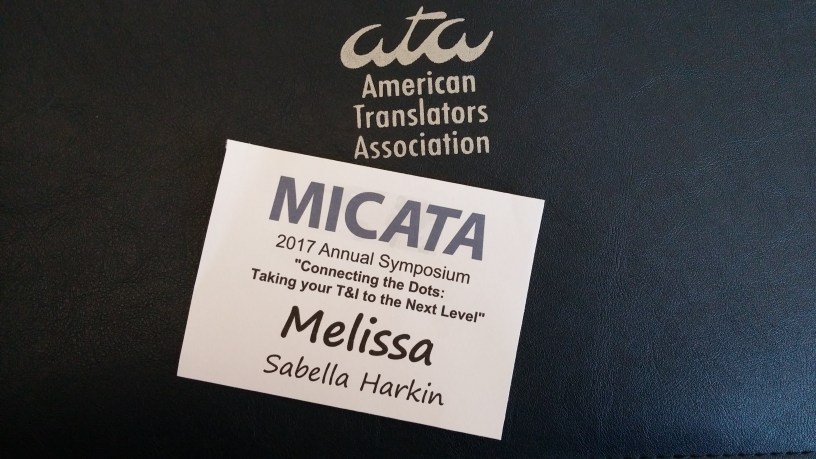 ata
American
Translators
Association
MICATA
2017 Annual Symposium
"Connecting the Dots:
Taking your T&I to the Next Level"
Melissa
Sabella Harkin